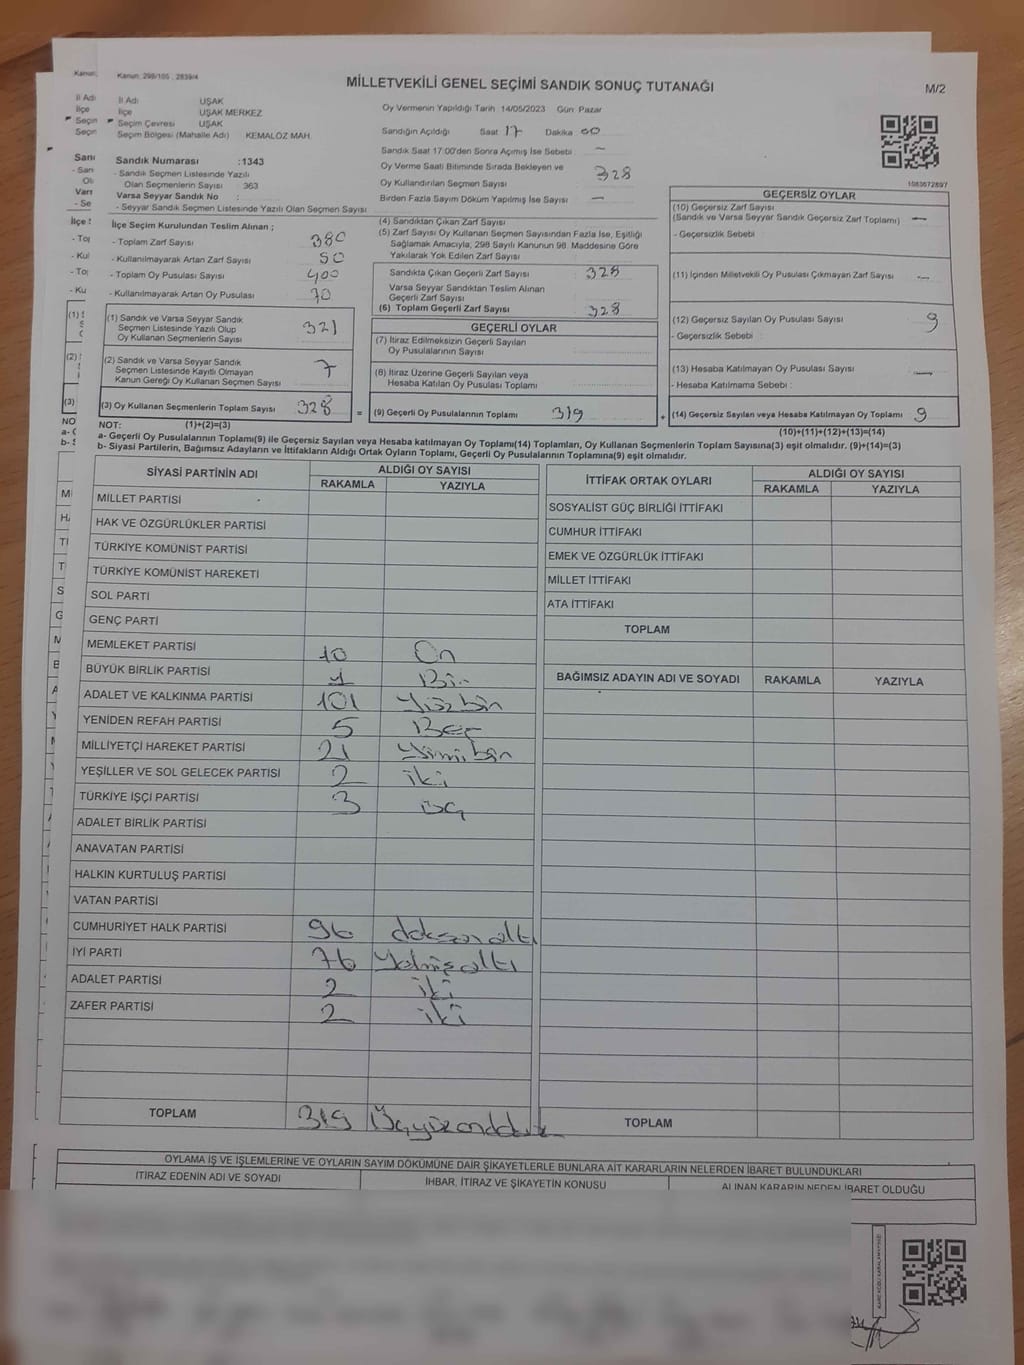 Kanun: 298/105 , 2839/4
MİLLETVEKİLİ GENEL SEÇİMİ SANDIK SONUÇ TUTANAĞI
M/2
İl Adı UŞAK
İlçe UŞAK MERKEZ
Seçim Çevresi UŞAK
Seçim Bölgesi (Mahalle Adı) KEMALÖZ MAH.
Oy Vermenin Yapıldığı Tarih 14/05/2023 Gün Pazar
Sandığın Açıldığı Saat 17 Dakika 00
Sandık Saat 17:00'den Sonra Açılmış İse Sebebi : —
Sandık Numarası :1343
- Sandık Seçmen Listesinde Yazılı
Olan Seçmenlerin Sayısı : 363
Varsa Seyyar Sandık No :
- Seyyar Sandık Seçmen Listesinde Yazılı Olan Seçmen Sayısı
Oy Verme Saati Bitiminde Sırada Bekleyen ve
Oy Kullandırılan Seçmen Sayısı 328
Birden Fazla Sayım Döküm Yapılmış İse Sayısı —
1083672897
İlçe Seçim Kurulundan Teslim Alınan ;
- Toplam Zarf Sayısı 380
- Kullanılmayarak Artan Zarf Sayısı 50
- Toplam Oy Pusulası Sayısı 400
- Kullanılmayarak Artan Oy Pusulası 70
(1) Sandık ve Varsa Seyyar Sandık
Seçmen Listesinde Yazılı Olup
Oy Kullanan Seçmenlerin Sayısı 321
(2) Sandık ve Varsa Seyyar Sandık
Seçmen Listesinde Kayıtlı Olmayan
Kanun Gereği Oy Kullanan Seçmen Sayısı 7
(3) Oy Kullanan Seçmenlerin Toplam Sayısı 328
(4) Sandıktan Çıkan Zarf Sayısı
(5) Zarf Sayısı Oy Kullanan Seçmen Sayısından Fazla İse, Eşitliği
Sağlamak Amacıyla, 298 Sayılı Kanunun 98. Maddesine Göre
Yakılarak Yok Edilen Zarf Sayısı
Sandıkta Çıkan Geçerli Zarf Sayısı 328
Varsa Seyyar Sandıktan Teslim Alınan
Geçerli Zarf Sayısı
(6) Toplam Geçerli Zarf Sayısı 328
GEÇERLİ OYLAR
(7) İtiraz Edilmeksizin Geçerli Sayılan
Oy Pusulalarının Sayısı
(8) İtiraz Üzerine Geçerli Sayılan veya
Hesaba Katılan Oy Pusulası Toplamı
= (9) Geçerli Oy Pusulalarının Toplamı 319
GEÇERSİZ OYLAR
(10) Geçersiz Zarf Sayısı
(Sandık ve Varsa Seyyar Sandık Geçersiz Zarf Toplamı) —
- Geçersizlik Sebebi
(11) İçinden Milletvekili Oy Pusulası Çıkmayan Zarf Sayısı —
(12) Geçersiz Sayılan Oy Pusulası Sayısı 9
- Geçersizlik Sebebi :
(13) Hesaba Katılmayan Oy Pusulası Sayısı —
- Hesaba Katılmama Sebebi :
+ (14) Geçersiz Sayılan veya Hesaba Katılmayan Oy Toplamı 9
NOT: (1)+(2)=(3)
(10)+(11)+(12)+(13)=(14)
a- Geçerli Oy Pusulalarının Toplamı(9) ile Geçersiz Sayılan veya Hesaba katılmayan Oy Toplamı(14) Toplamları, Oy Kullanan Seçmenlerin Toplam Sayısına(3) eşit olmalıdır. (9)+(14)=(3)
b- Siyasi Partilerin, Bağımsız Adayların ve İttifakların Aldığı Ortak Oyların Toplamı, Geçerli Oy Pusulalarının Toplamına(9) eşit olmalıdır.
SİYASİ PARTİNİN ADI ALDIĞI OY SAYISI
RAKAMLA YAZIYLA
MİLLET PARTİSİ
HAK VE ÖZGÜRLÜKLER PARTİSİ
TÜRKİYE KOMÜNİST PARTİSİ
TÜRKİYE KOMÜNİST HAREKETİ
SOL PARTİ
GENÇ PARTİ
MEMLEKET PARTİSİ 10 On
BÜYÜK BİRLİK PARTİSİ 1 Bir
ADALET VE KALKINMA PARTİSİ 101 Yüzbir
YENİDEN REFAH PARTİSİ 5 Beş
MİLLİYETÇİ HAREKET PARTİSİ 21 Yirmibir
YEŞİLLER VE SOL GELECEK PARTİSİ 2 iki
TÜRKİYE İŞÇİ PARTİSİ 3 üç
ADALET BİRLİK PARTİSİ
ANAVATAN PARTİSİ
HALKIN KURTULUŞ PARTİSİ
VATAN PARTİSİ
CUMHURİYET HALK PARTİSİ 96 doksan altı
İYİ PARTİ 76 Yetmiş altı
ADALET PARTİSİ 2 iki
ZAFER PARTİSİ 2 iki
TOPLAM 319 Üçyüzondokuz
İTTİFAK ORTAK OYLARI ALDIĞI OY SAYISI
RAKAMLA YAZIYLA
SOSYALİST GÜÇ BİRLİĞİ İTTİFAKI
CUMHUR İTTİFAKI
EMEK VE ÖZGÜRLÜK İTTİFAKI
MİLLET İTTİFAKI
ATA İTTİFAKI
TOPLAM
BAĞIMSIZ ADAYIN ADI VE SOYADI RAKAMLA YAZIYLA
TOPLAM
OYLAMA İŞ VE İŞLEMLERİNE VE OYLARIN SAYIM DÖKÜMÜNE DAİR ŞİKAYETLERLE BUNLARA AİT KARARLARIN NELERDEN İBARET BULUNDUKLARI
İTİRAZ EDENİN ADI VE SOYADI İHBAR, İTİRAZ VE ŞİKAYETİN KONUSU ALINAN KARARIN NEDEN İBARET OLDUĞU